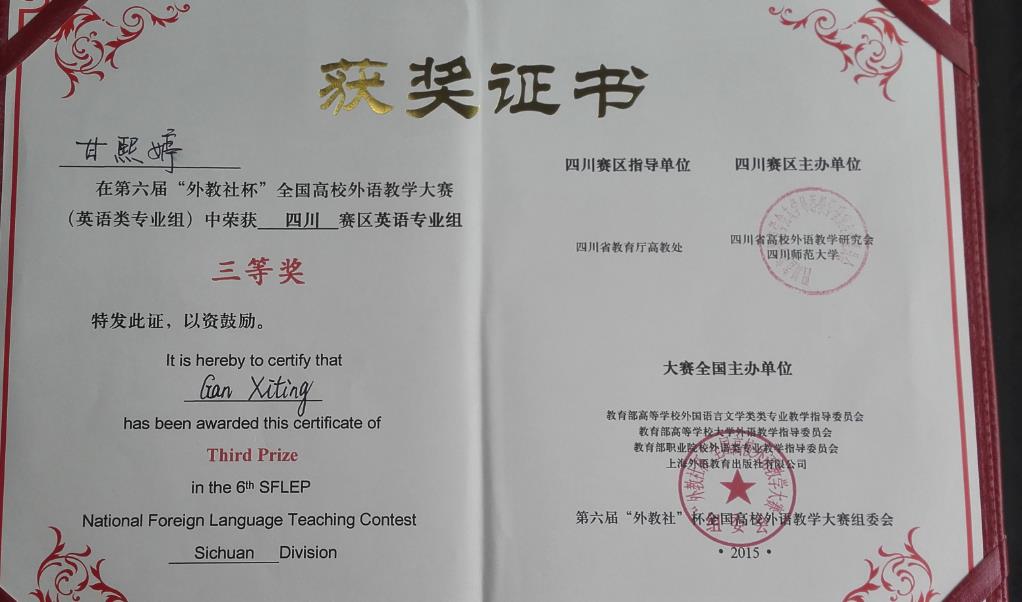 获奖证书
甘熙婷
在第六届“外教社杯”全国高校外语教学大赛
（英语类专业组）中荣获 四川 赛区英语专业组
三等奖
特发此证，以资鼓励。
It is hereby to certify that
Gan Xiting
has been awarded this certificate of
Third Prize
in the 6th SFLEP
National Foreign Language Teaching Contest
Sichuan Division
四川赛区指导单位
四川省教育厅高教处
四川赛区主办单位
四川省高校外语教学研究会
四川师范大学
大赛全国主办单位
教育部高等学校外国语言文学类专业教学指导委员会
教育部高等学校大学外语教学指导委员会
教育部职业院校外语类专业教学指导委员会
上海外语教育出版社有限公司
第六届“外教社”杯全国高校外语教学大赛组委会
组委会
·2015·